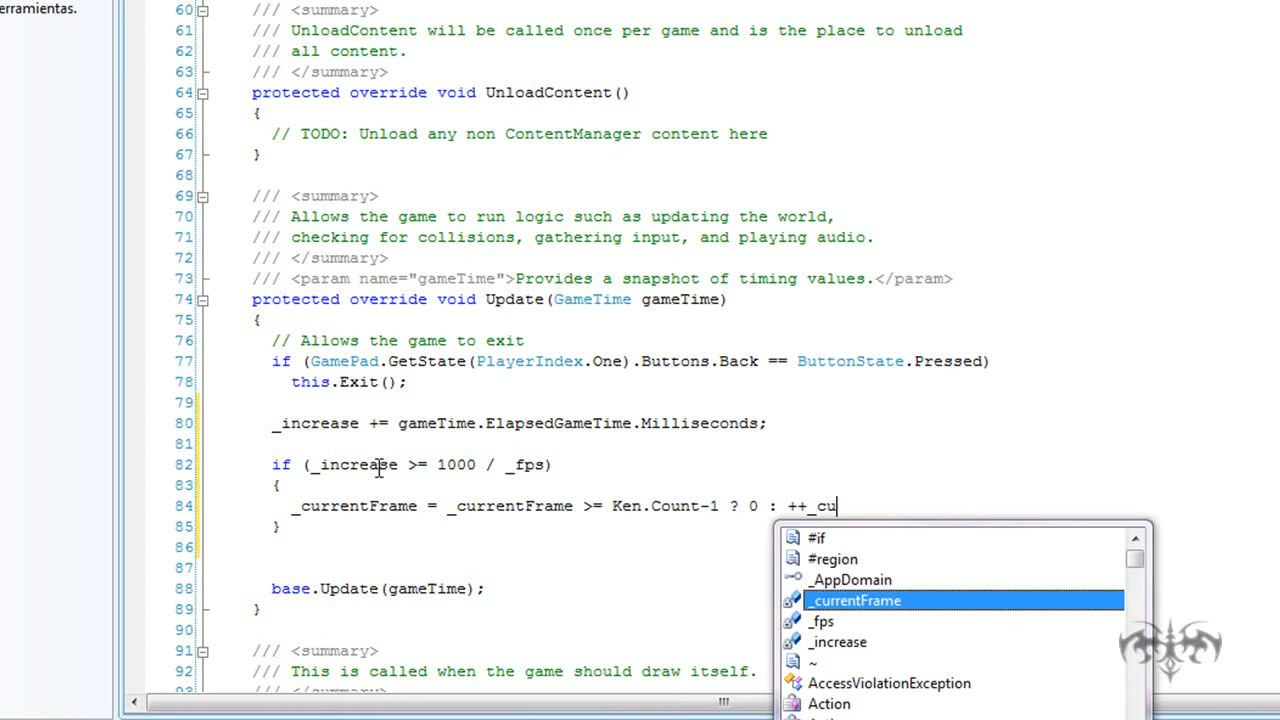 erramientas.
60 /// <summary>
61 /// UnloadContent will be called once per game and is the place to unload
62 /// all content.
63 /// </summary>
64 protected override void UnloadContent()
65 {
66 // TODO: Unload any non ContentManager content here
67 }
68
69 /// <summary>
70 /// Allows the game to run logic such as updating the world,
71 /// checking for collisions, gathering input, and playing audio.
72 /// </summary>
73 /// <param name="gameTime">Provides a snapshot of timing values.</param>
74 protected override void Update(GameTime gameTime)
75 {
76 // Allows the game to exit
77 if (GamePad.GetState(PlayerIndex.One).Buttons.Back == ButtonState.Pressed)
78 this.Exit();
79
80 _increase += gameTime.ElapsedGameTime.Milliseconds;
81
82 if (_increase >= 1000 / _fps)
83 {
84 _currentFrame = _currentFrame >= Ken.Count-1 ? 0 : ++_cu
85 }
86
87
88 base.Update(gameTime);
89 }
90
91 /// <summary>
92 /// This is called when the game should draw itself.
93 /// </summary>
#if
#region
_AppDomain
_currentFrame
_fps
_increase
~
AccessViolationException
Action